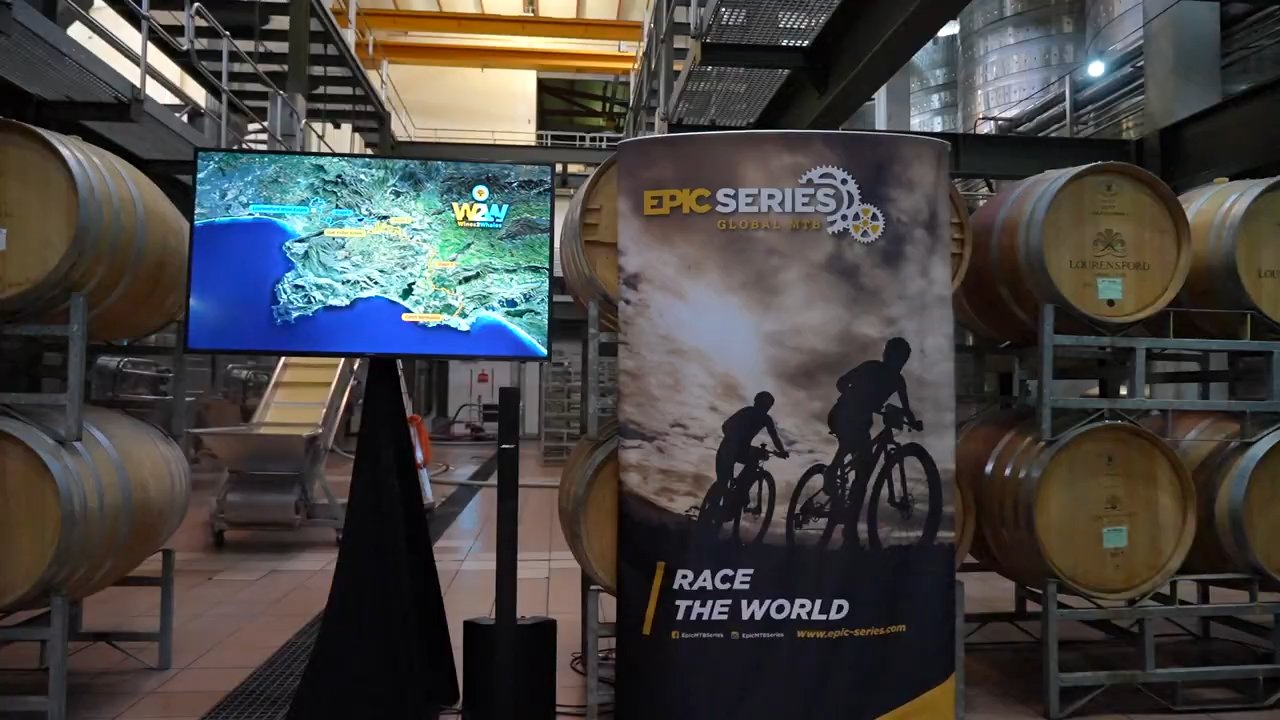 W2W
Wines2Whales
EPIC SERIES
GLOBAL MTB
LOURENSFORD
RACE
THE WORLD
EpicMTBSeries
EpicMTBSeries
www.epic-series.com